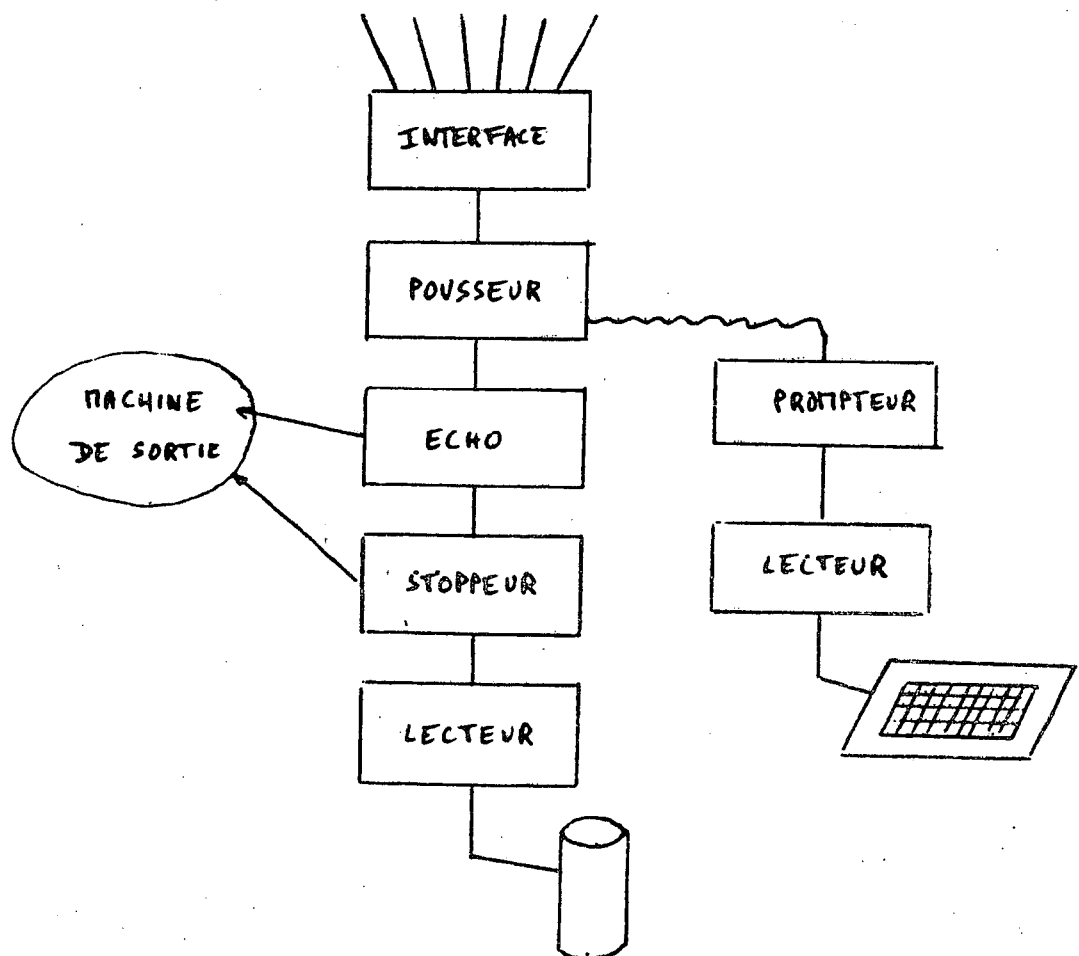 INTERFACE
POUSSEUR
PROMPTEUR
MACHINE
DE SORTIE
ECHO
LECTEUR
STOPPEUR
LECTEUR